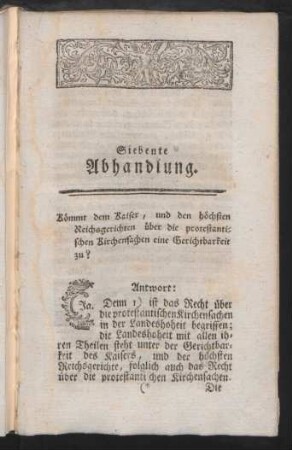 Siebente
Abhandlung.
Kömmt dem Kaiser, und den höchsten
Reichsgerichten über die protestanti-
schen Kirchensachen eine Gerichtbarkeit
zu?
Antwort:
Ja. Denn 1) ist das Recht über
die protestantischen Kirchensachen
in der Landeshoheit begriffen;
die Landeshoheit mit allen ih-
ren Theilen steht unter der Gerichtbar-
keit des Kaisers, und der höchsten
Reichsgerichte, folglich auch das Recht
über die protestantischen Kirchensachen.
(* Die